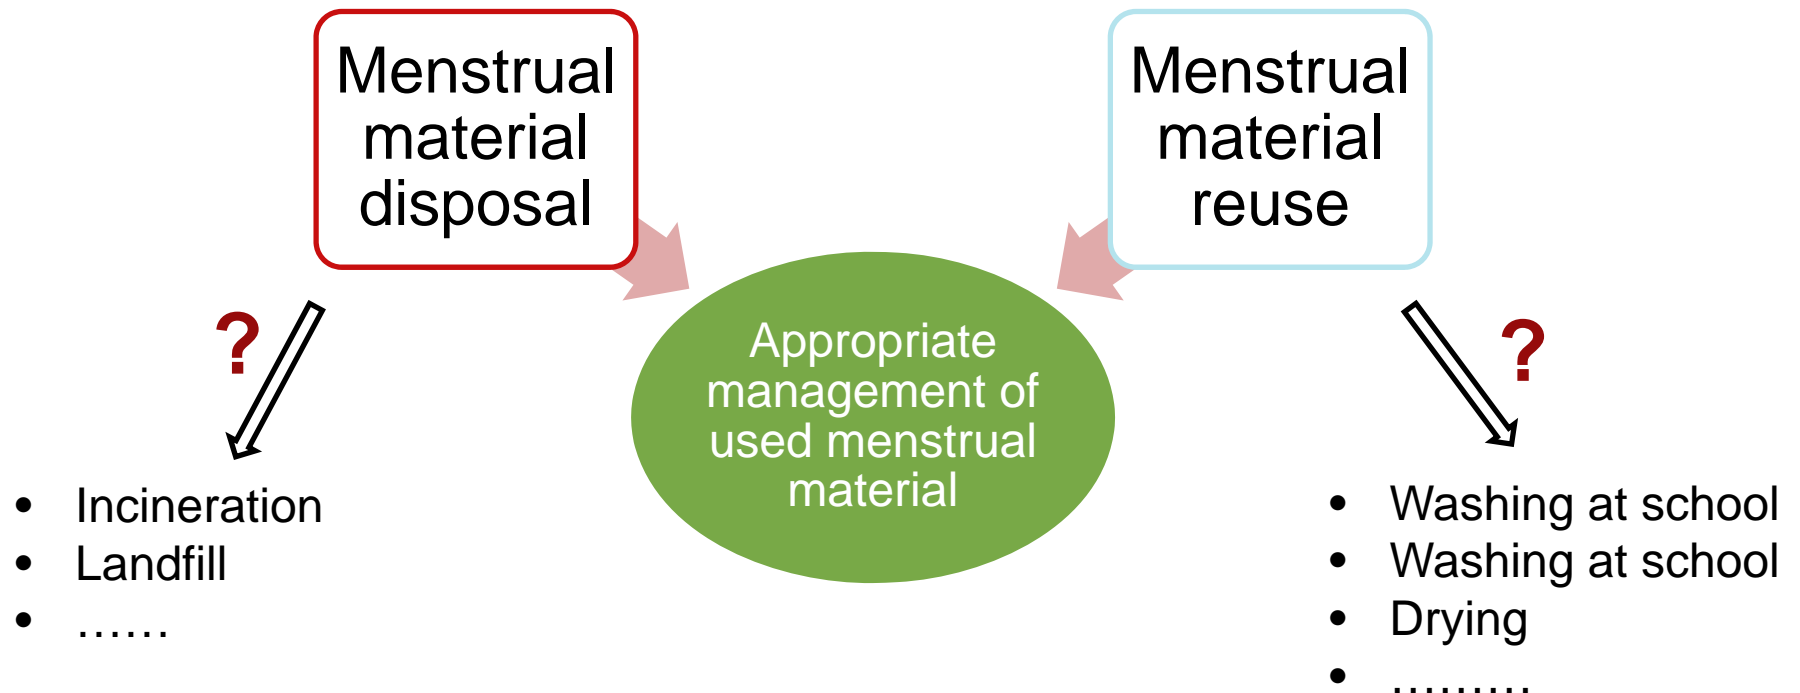 Menstrual
material
disposal
Menstrual
material
reuse
?
?
Appropriate
management of
used menstrual
material
• Incineration
• Landfill
• ……
• Washing at school
• Washing at school
• Drying
• ………